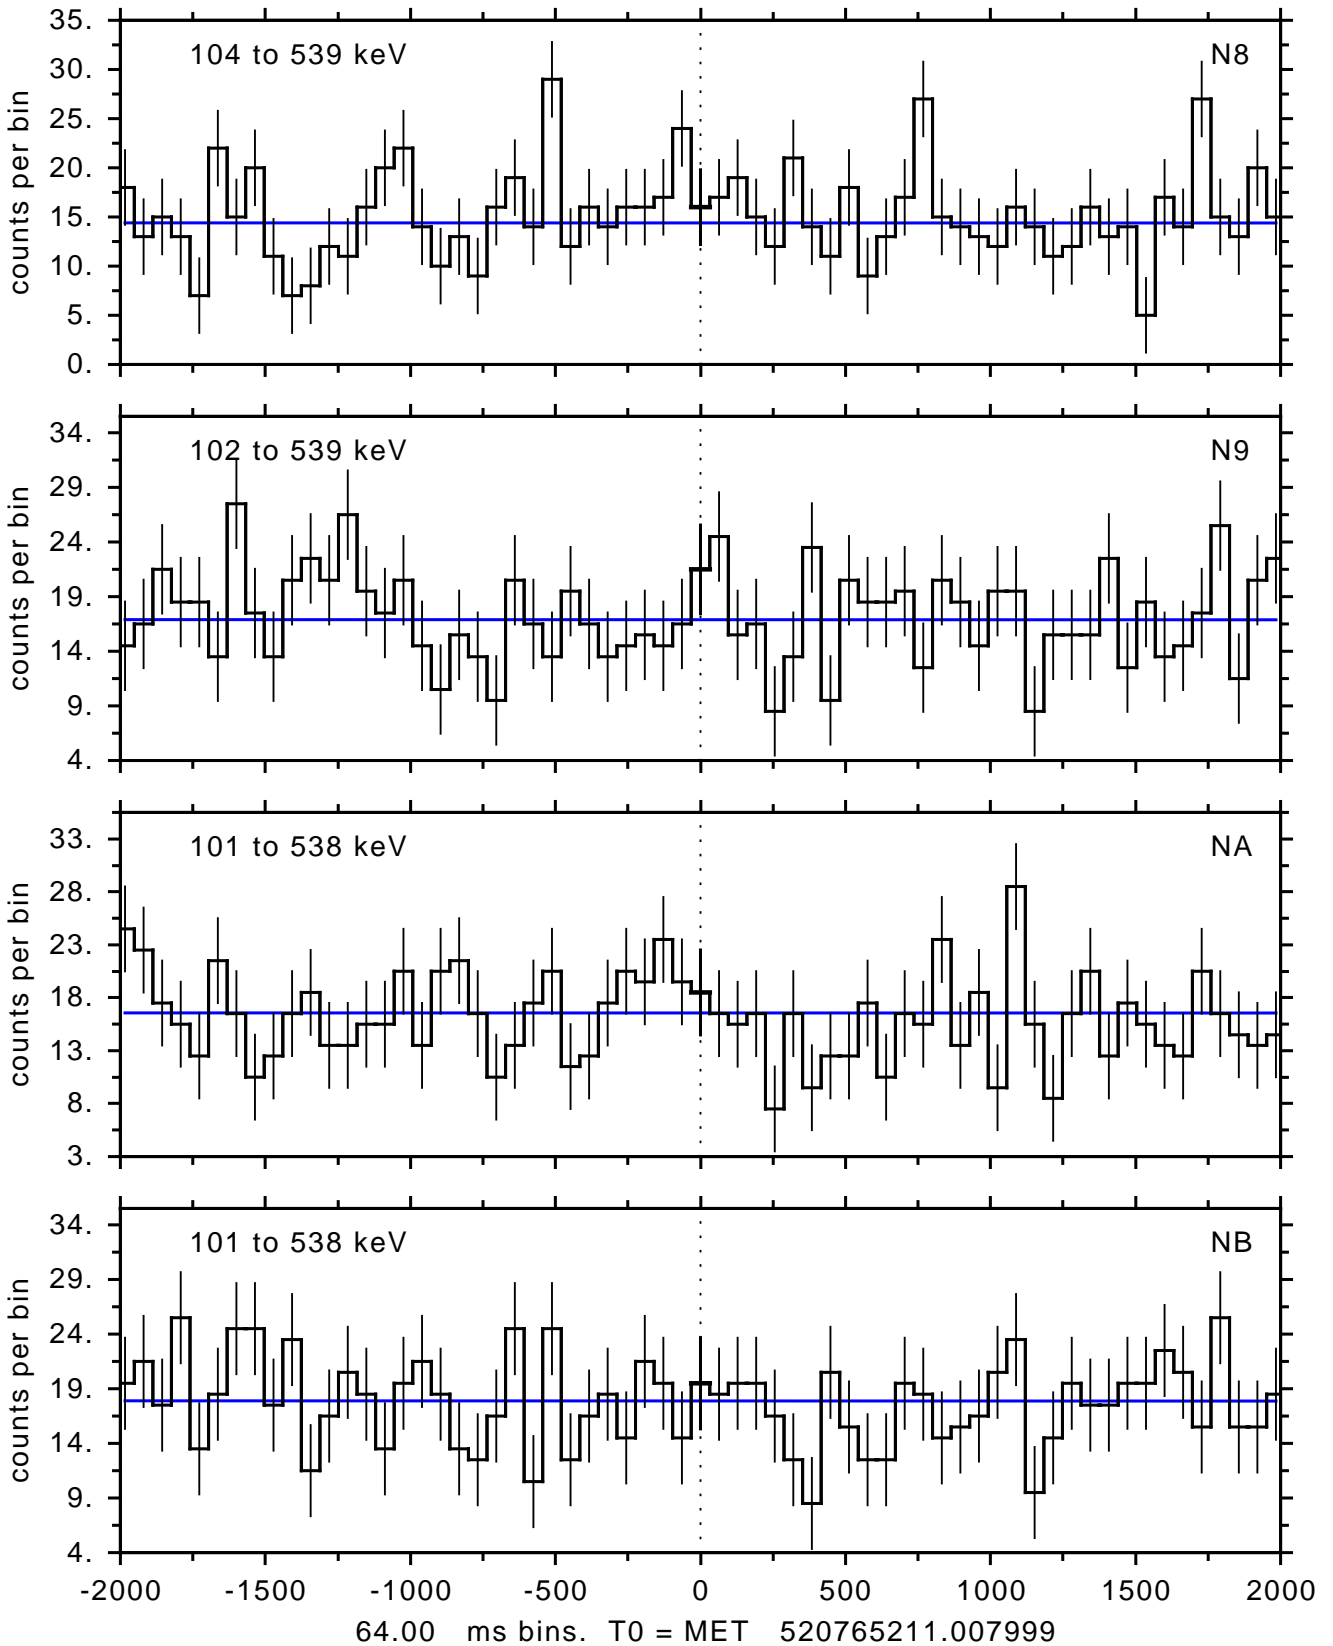 35.
30.
25.
20.
15.
10.
5.
0.
counts per bin
104 to 539 keV
N8
34.
29.
24.
19.
14.
9.
4.
counts per bin
102 to 539 keV
N9
33.
28.
23.
18.
13.
8.
3.
counts per bin
101 to 538 keV
NA
34.
29.
24.
19.
14.
9.
4.
counts per bin
101 to 538 keV
NB
-2000 -1500 -1000 -500 0 500 1000 1500 2000
64.00 ms bins. T0 = MET 520765211.007999